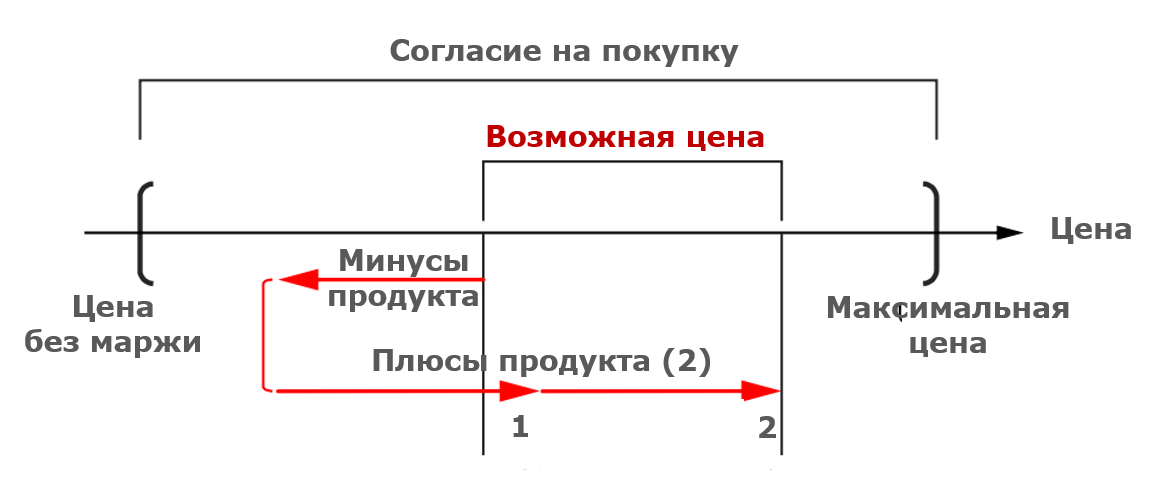 Согласие на покупку
Возможная цена
Цена
Минусы
продукта
Цена
без маржи
Максимальная
цена
Плюсы продукта (2)
1
2